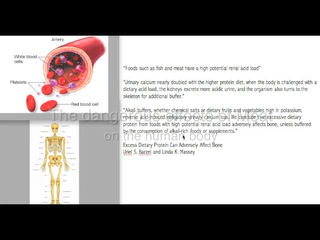 Artery
White blood
cells
Platelets
Red blood cell
"Foods such as fish and meat have a high potential renal acid load"
"Urinary calcium nearly doubled with the higher protein diet, when the body is challenged with a
dietary acid load, the kidneys excrete more acidic urine, and the organism also turns to the
skeleton for additional buffer."
"Alkali buffers, whether chemical salts or dietary fruits and vegetables high in potassium,
reverse acid-induced obligatory urinary calcium loss. We conclude that excessive dietary
protein from foods with high potential renal acid load adversely affects bone, unless buffered
by the consumption of alkali-rich foods or supplements."
Excess Dietary Protein Can Adversely Affect Bone
Uriel S. Barzel and Linda K. Massey
The dangers of
on the human body